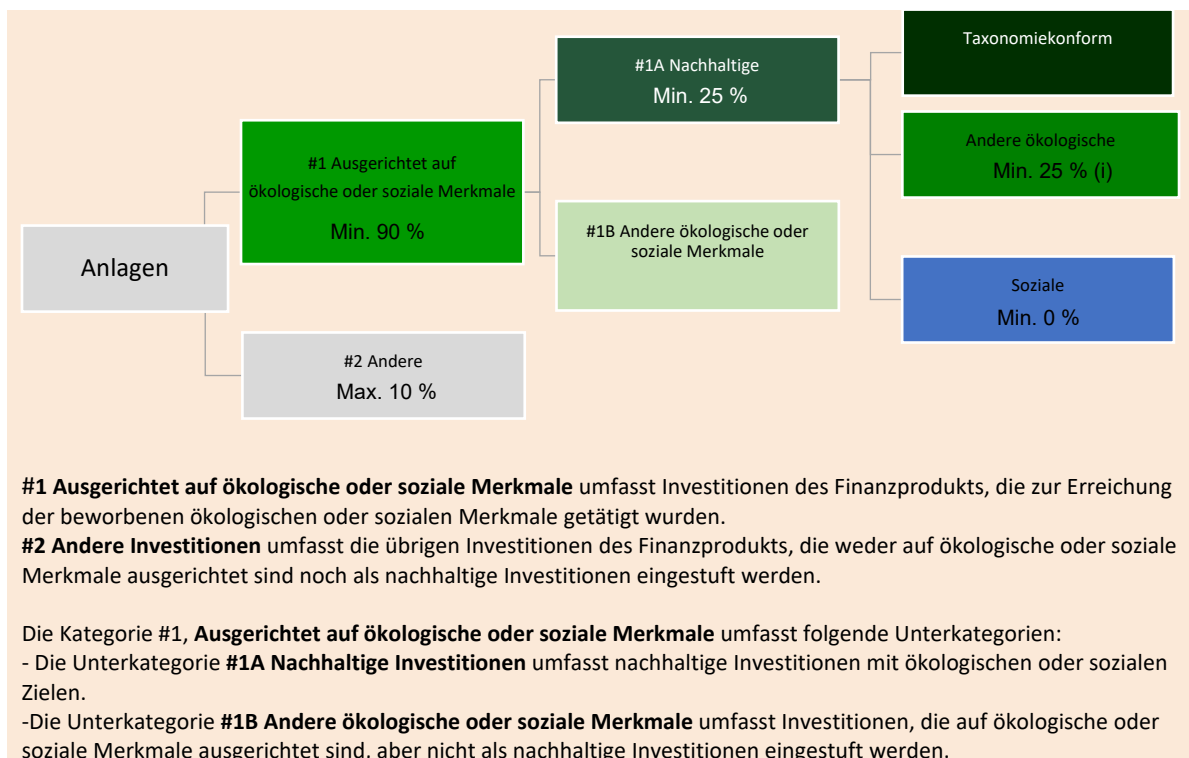 Anlagen
#1 Ausgerichtet auf
ökologische oder soziale Merkmale
Min. 90 %
#2 Andere
Max. 10 %
#1A Nachhaltige
Min. 25 %
#1B Andere ökologische oder
soziale Merkmale
Taxonomiekonform
Andere ökologische
Min. 25 % (i)
Soziale
Min. 0 %
#1 Ausgerichtet auf ökologische oder soziale Merkmale umfasst Investitionen des Finanzprodukts, die zur Erreichung
der beworbenen ökologischen oder sozialen Merkmale getätigt wurden.
#2 Andere Investitionen umfasst die übrigen Investitionen des Finanzprodukts, die weder auf ökologische oder soziale
Merkmale ausgerichtet sind noch als nachhaltige Investitionen eingestuft werden.
Die Kategorie #1, Ausgerichtet auf ökologische oder soziale Merkmale umfasst folgende Unterkategorien:
- Die Unterkategorie #1A Nachhaltige Investitionen umfasst nachhaltige Investitionen mit ökologischen oder sozialen
Zielen.
-Die Unterkategorie #1B Andere ökologische oder soziale Merkmale umfasst Investitionen, die auf ökologische oder
soziale Merkmale ausgerichtet sind, aber nicht als nachhaltige Investitionen eingestuft werden.